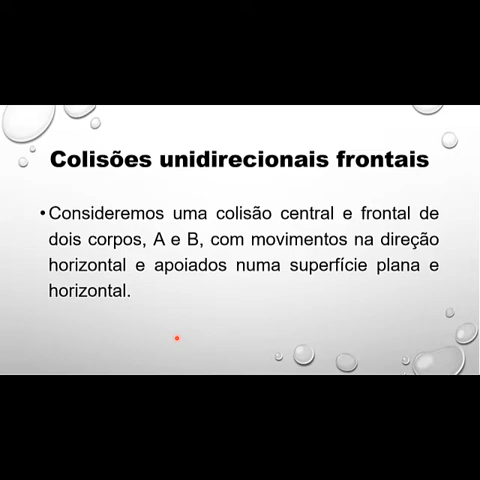 Colisões unidirecionais frontais
•Consideremos uma colisão central e frontal de
dois corpos, A e B, com movimentos na direção
horizontal e apoiados numa superfície plana e
horizontal.